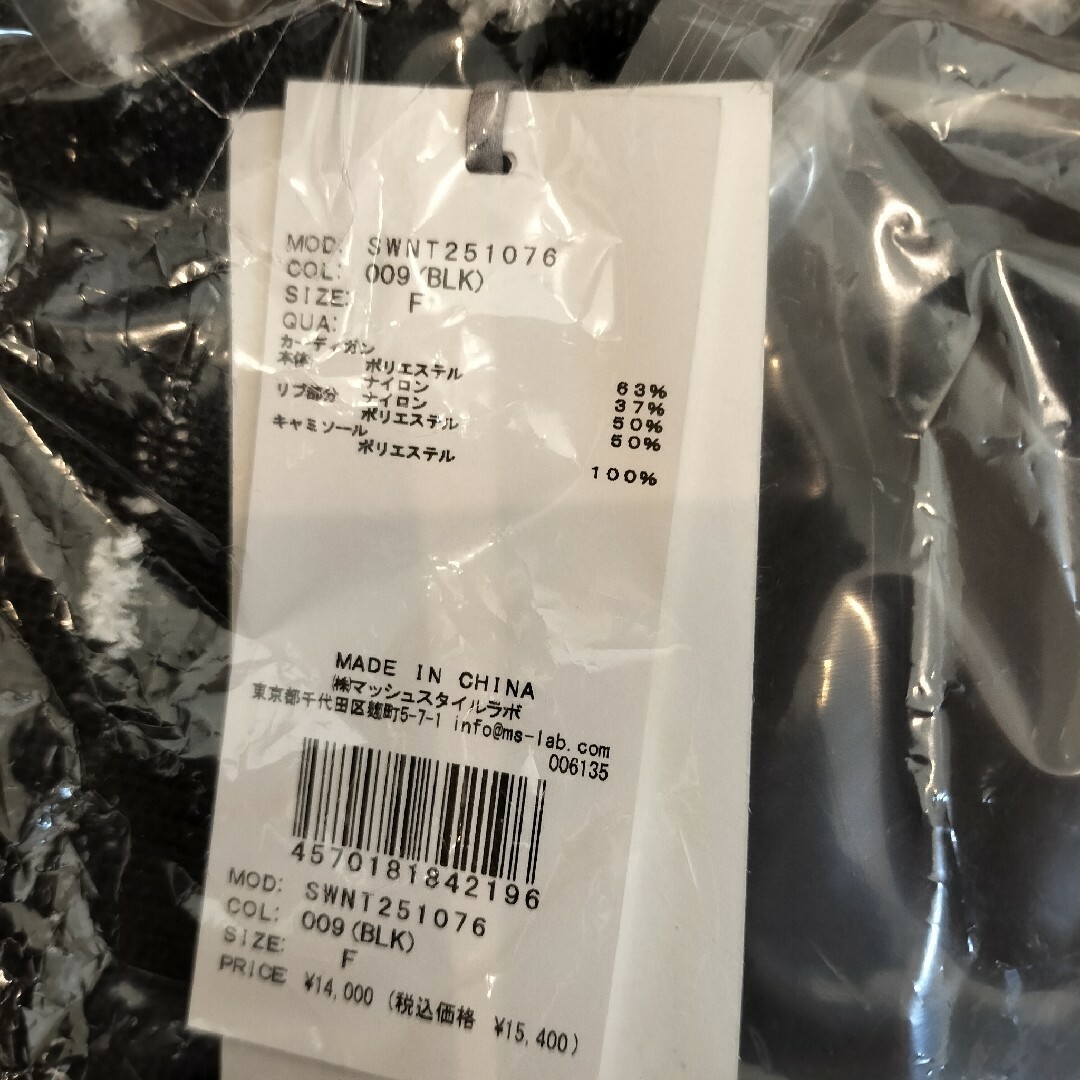 MOD: SWNT251076
COL: 009(BLK)
SIZE: F
QUA:
カーディガン
本体 ポリエステル 63%
ナイロン 37%
リブ部分 ナイロン 50%
ポリエステル 50%
キャミソール
ポリエステル 100%
MADE IN CHINA
㈱マッシュスタイルラボ
東京都千代田区麹町5-7-1 info@ms-lab.com
006135
4570181842196
MOD: SWNT251076
COL: 009(BLK)
SIZE: F
PRICE ¥14,000 (税込価格 ¥15,400)